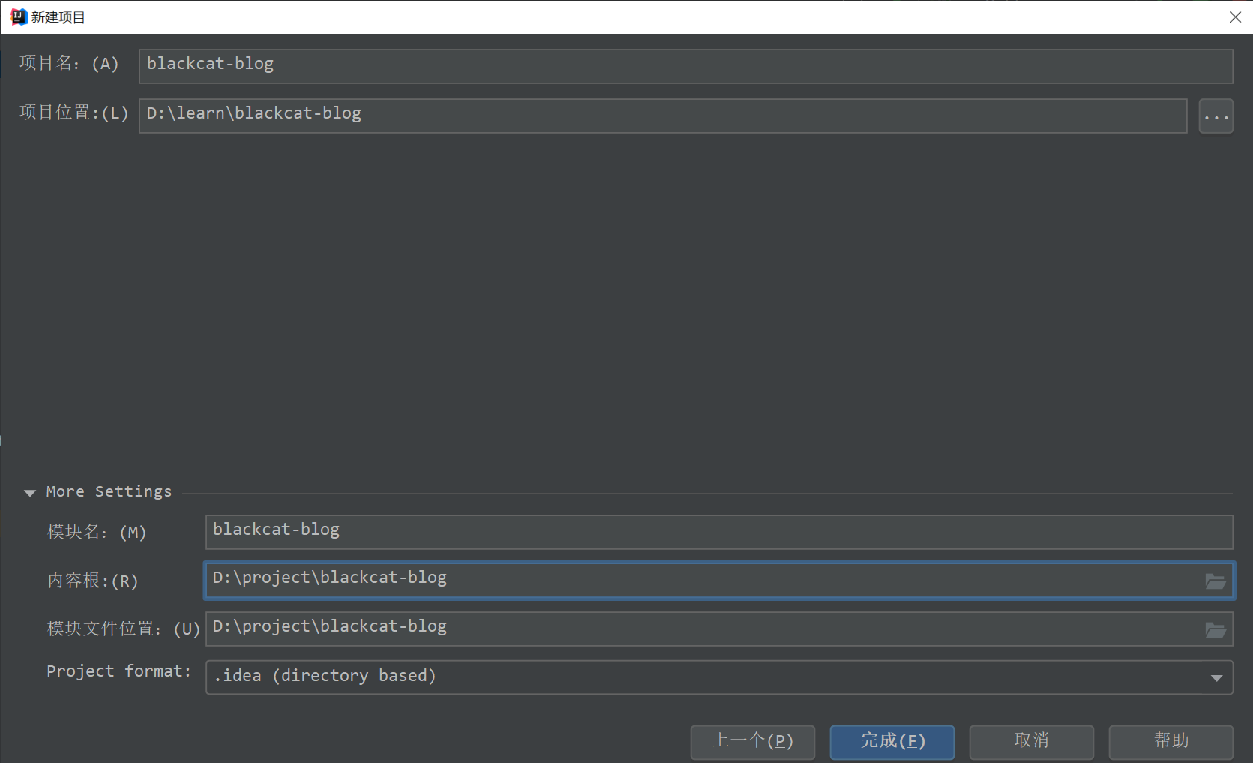 新建项目
项目名: (A) blackcat-blog
项目位置:(L) D:\learn\blackcat-blog ...
More Settings
模块名: (M) blackcat-blog
内容根:(R) D:\project\blackcat-blog
模块文件位置: (U) D:\project\blackcat-blog
Project format: .idea (directory based)
上一个(P) 完成(F) 取消 帮助